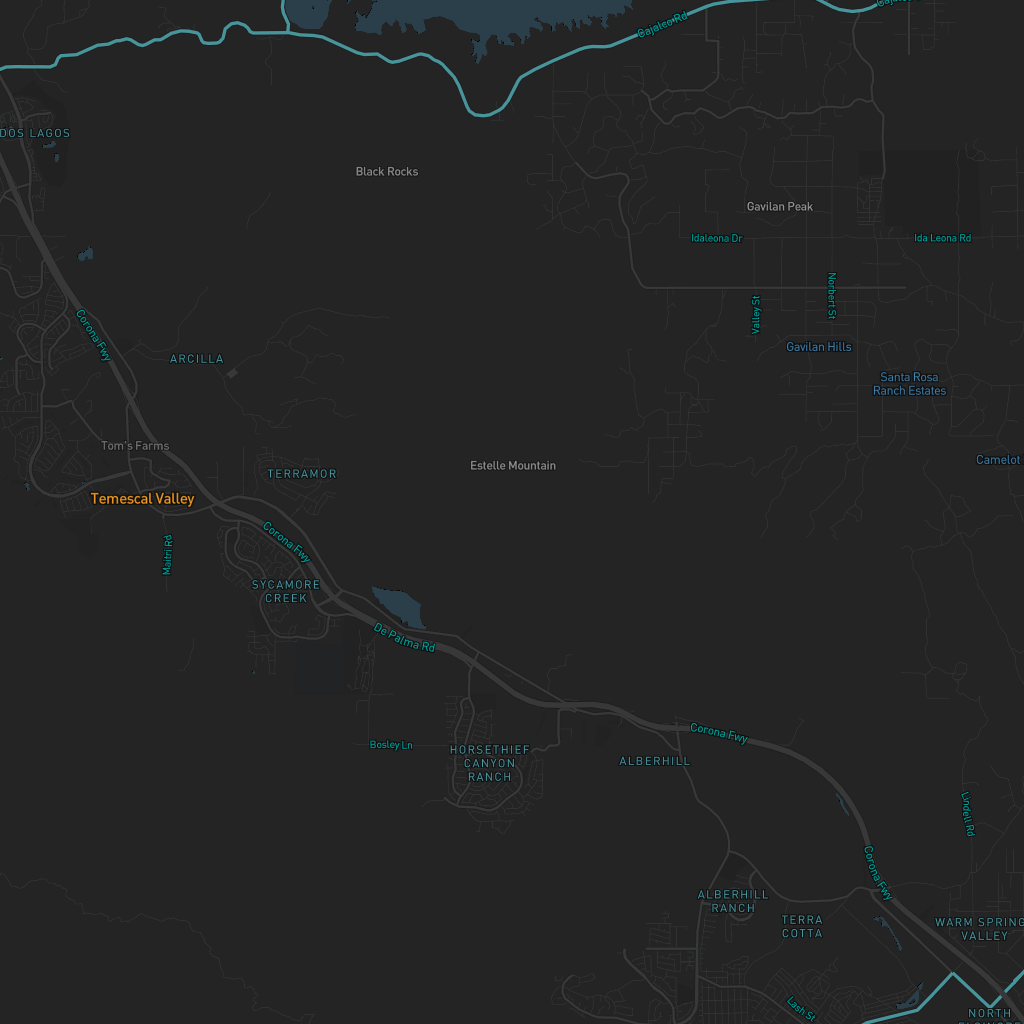 Cajalco Rd
DOS LAGOS
Black Rocks
Gavilan Peak
Idaleona Dr
Ida Leona Rd
Norbert St
Valley St
Corona Fwy
Gavilan Hills
ARCILLA
Santa Rosa
Ranch Estates
Tom's Farms
Estelle Mountain
Camelot
TERRAMOR
Temescal Valley
Corona Fwy
Maitri Rd
SYCAMORE
CREEK
De Palma Rd
Corona Fwy
Bosley Ln
HORSETHIEF
CANYON
RANCH
ALBERHILL
Lindell Rd
Corona Fwy
ALBERHILL
RANCH
TERRA
COTTA
WARM SPRING
VALLEY
Lash St
NORTH